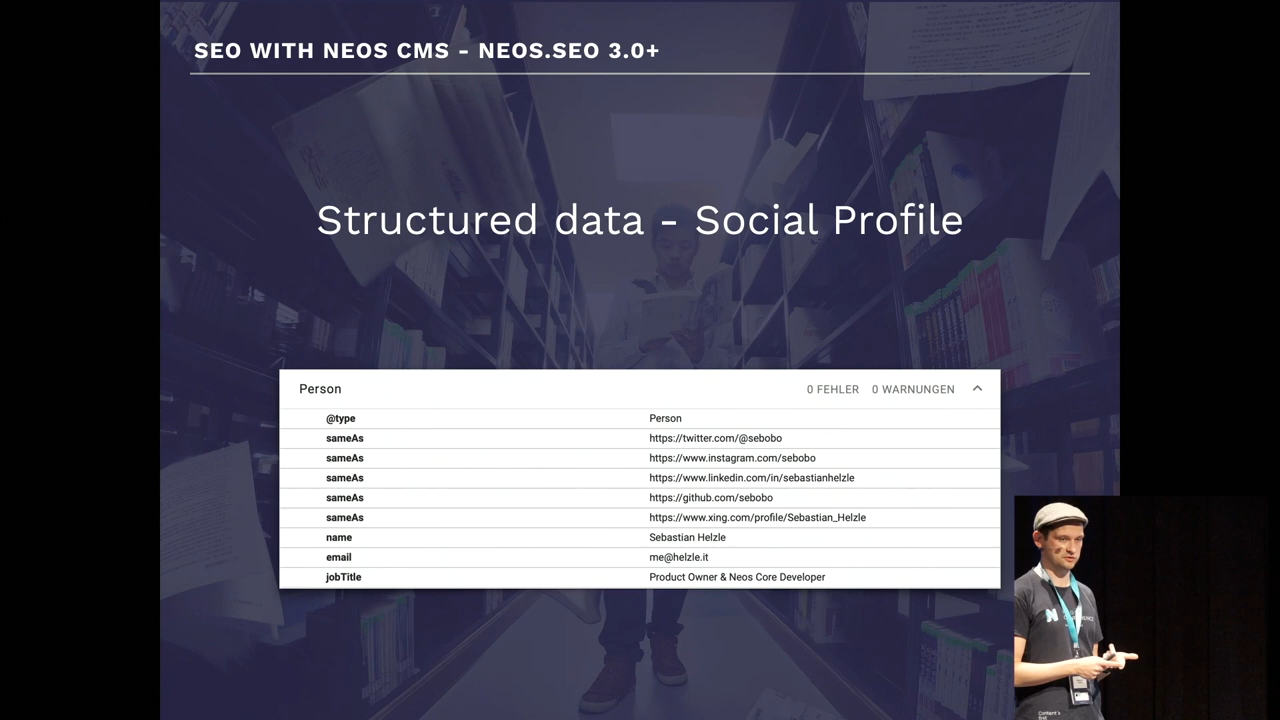 SEO WITH NEOS CMS - NEOS.SEO 3.0+
Structured data - Social Profile
Person 0 FEHLER 0 WARNUNGEN
@type Person
sameAs https://twitter.com/@sebobo
sameAs https://www.instagram.com/sebobo
sameAs https://www.linkedin.com/in/sebastianhelzle
sameAs https://github.com/sebobo
sameAs https://www.xing.com/profile/Sebastian_Helzle
name Sebastian Helzle
email me@helzle.it
jobTitle Product Owner & Neos Core Developer
N
Content's
first